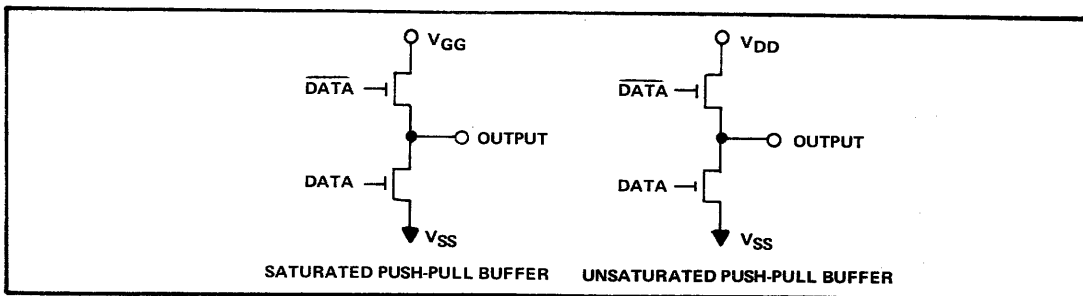 VGG
DATA
OUTPUT
DATA
VSS
SATURATED PUSH-PULL BUFFER
VDD
DATA
OUTPUT
DATA
VSS
UNSATURATED PUSH-PULL BUFFER